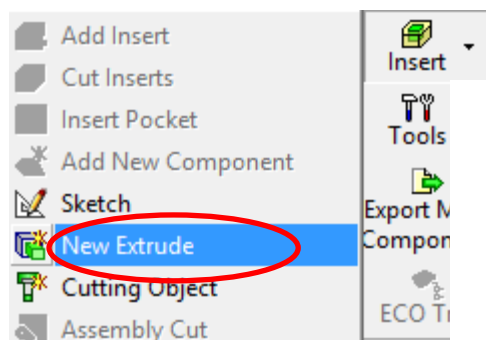 Add Insert
Cut Inserts
Insert Pocket
Add New Component
Sketch
New Extrude
Cutting Object
Assembly Cut
Insert
Tools
Export M
Compon
ECO Tr